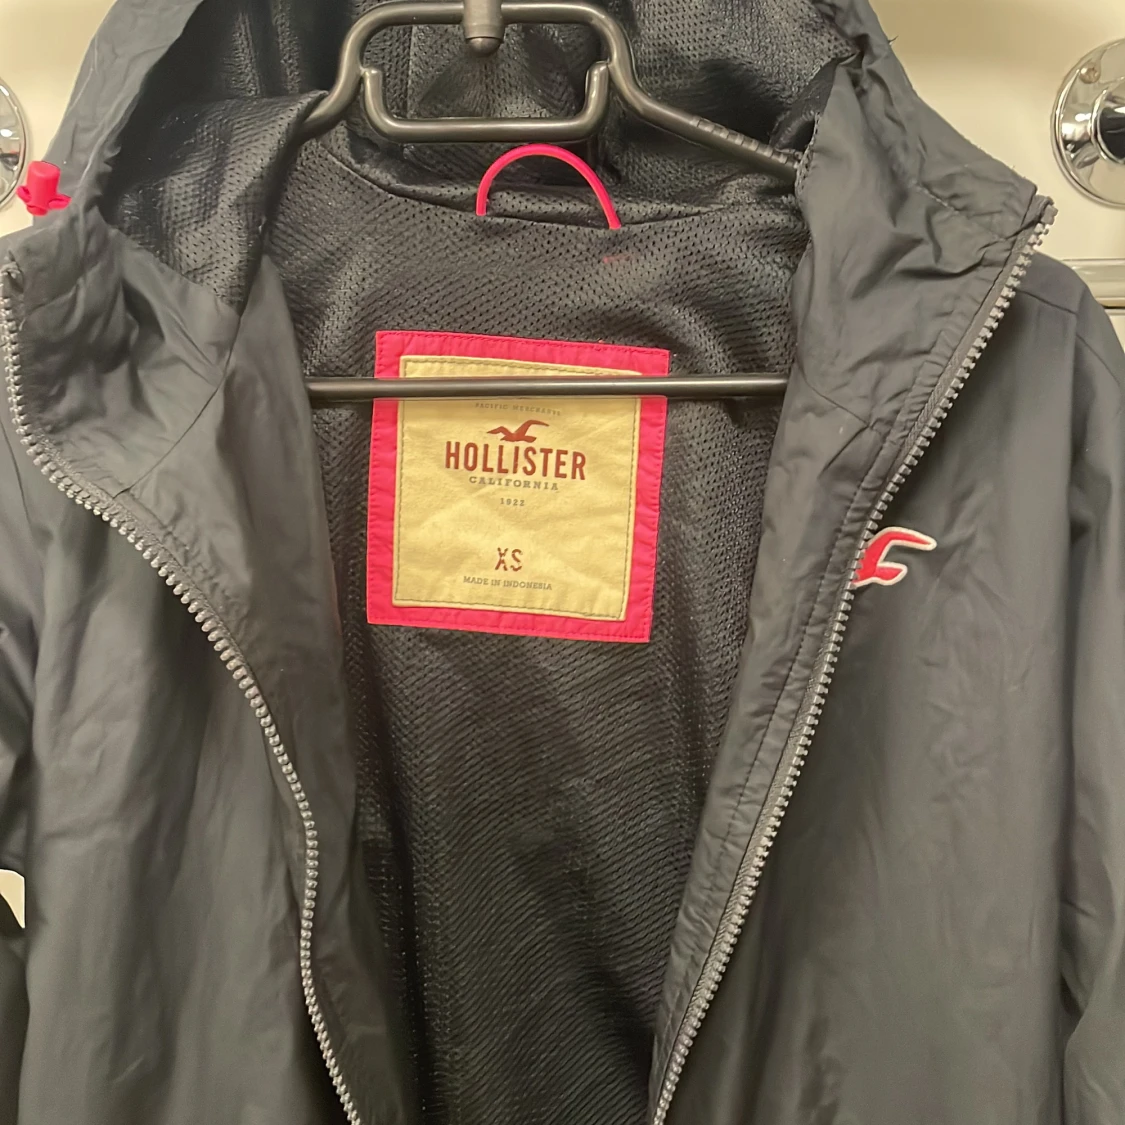 PACIFIC MERCHANTS
HOLLISTER
CALIFORNIA
1922
XS
MADE IN INDONESIA